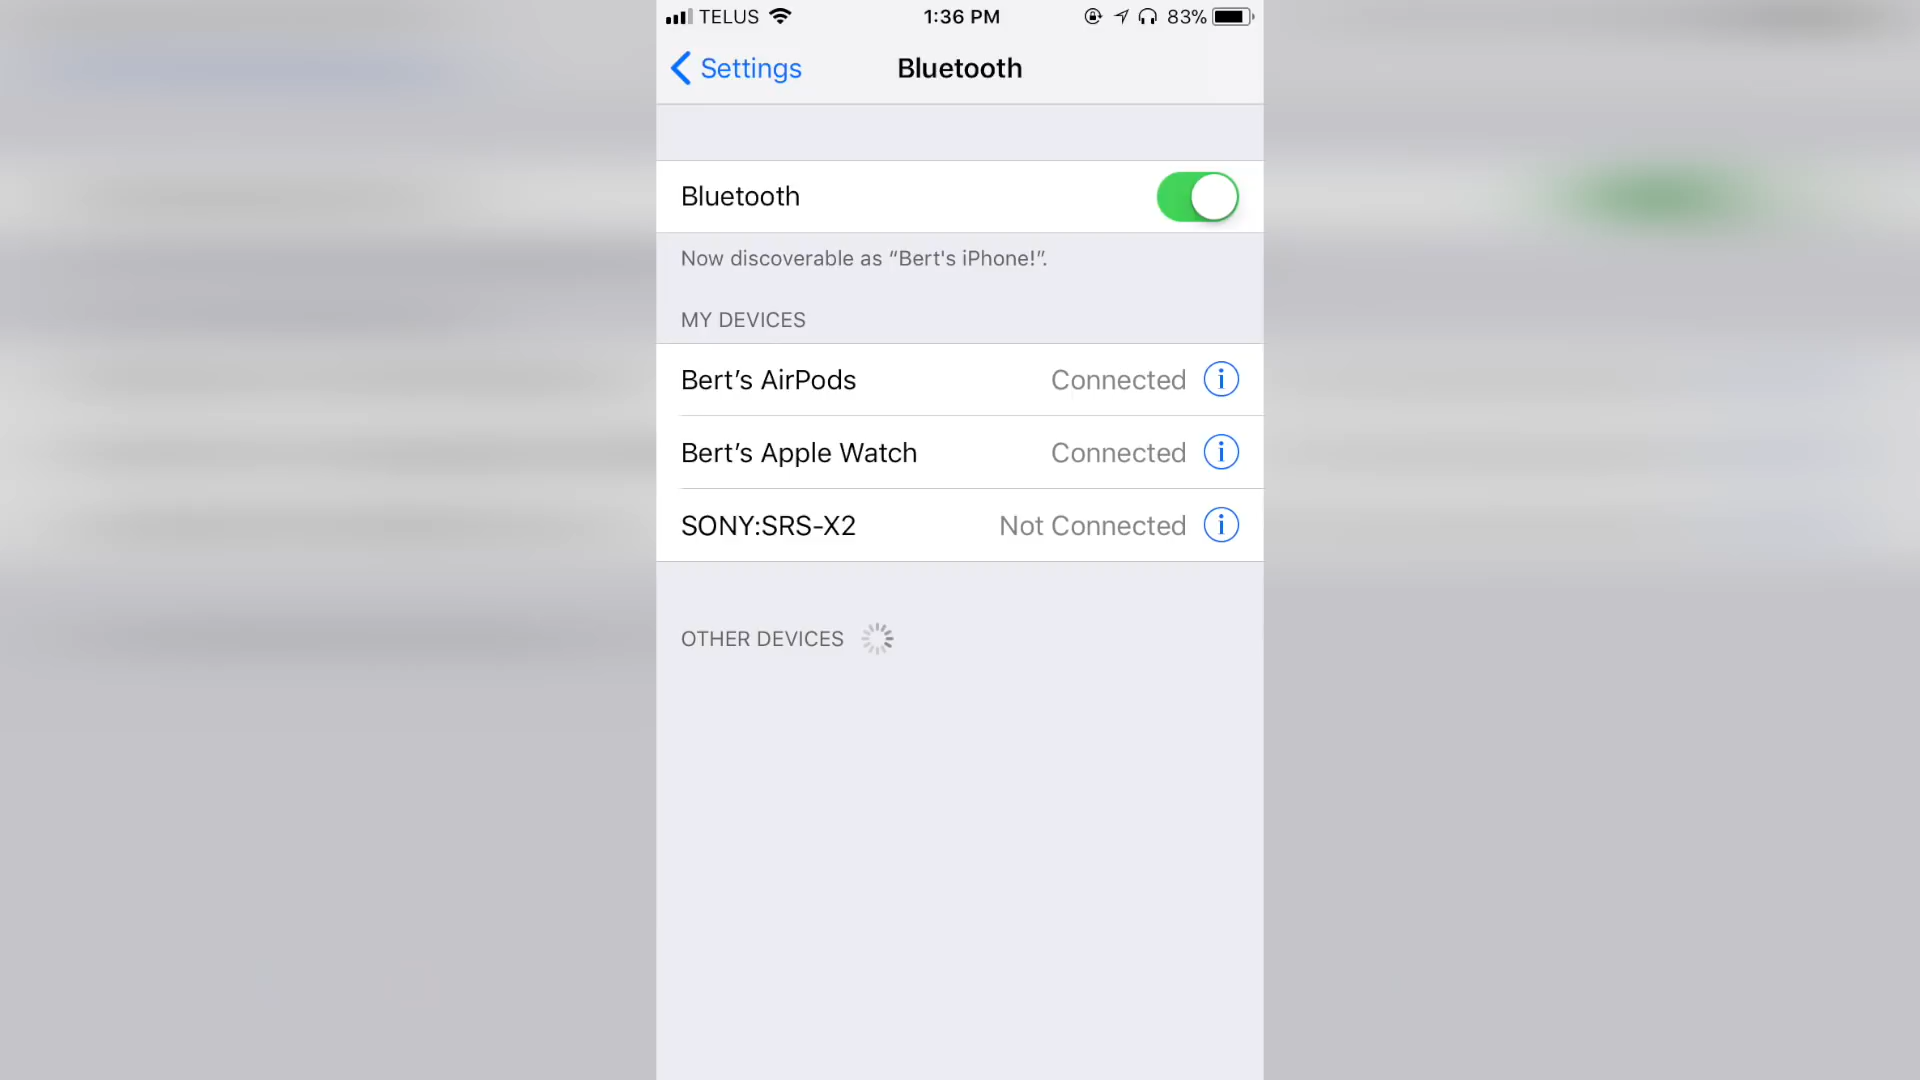 TELUS 1:36 PM 83%
Settings Bluetooth
Bluetooth
Now discoverable as “Bert's iPhone!”.
MY DEVICES
Bert’s AirPods Connected
Bert’s Apple Watch Connected
SONY:SRS-X2 Not Connected
OTHER DEVICES